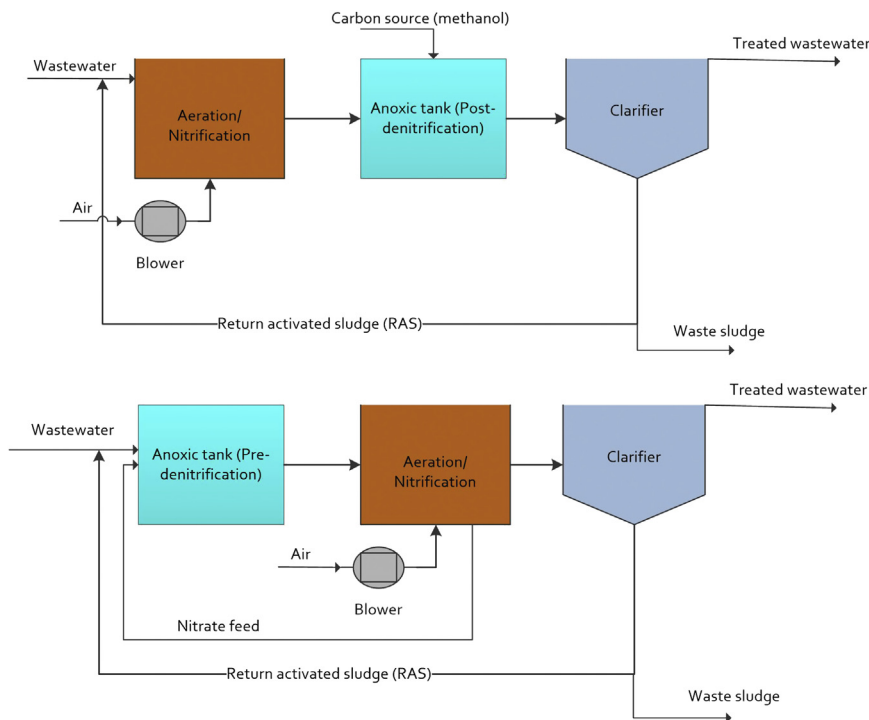 Carbon source (methanol)
Treated wastewater
Wastewater
Aeration/
Nitrification
Anoxic tank (Post-
denitrification)
Clarifier
Air
Blower
Return activated sludge (RAS)
Waste sludge
Treated wastewater
Wastewater
Anoxic tank (Pre-
denitrification)
Aeration/
Nitrification
Clarifier
Air
Blower
Nitrate feed
Return activated sludge (RAS)
Waste sludge